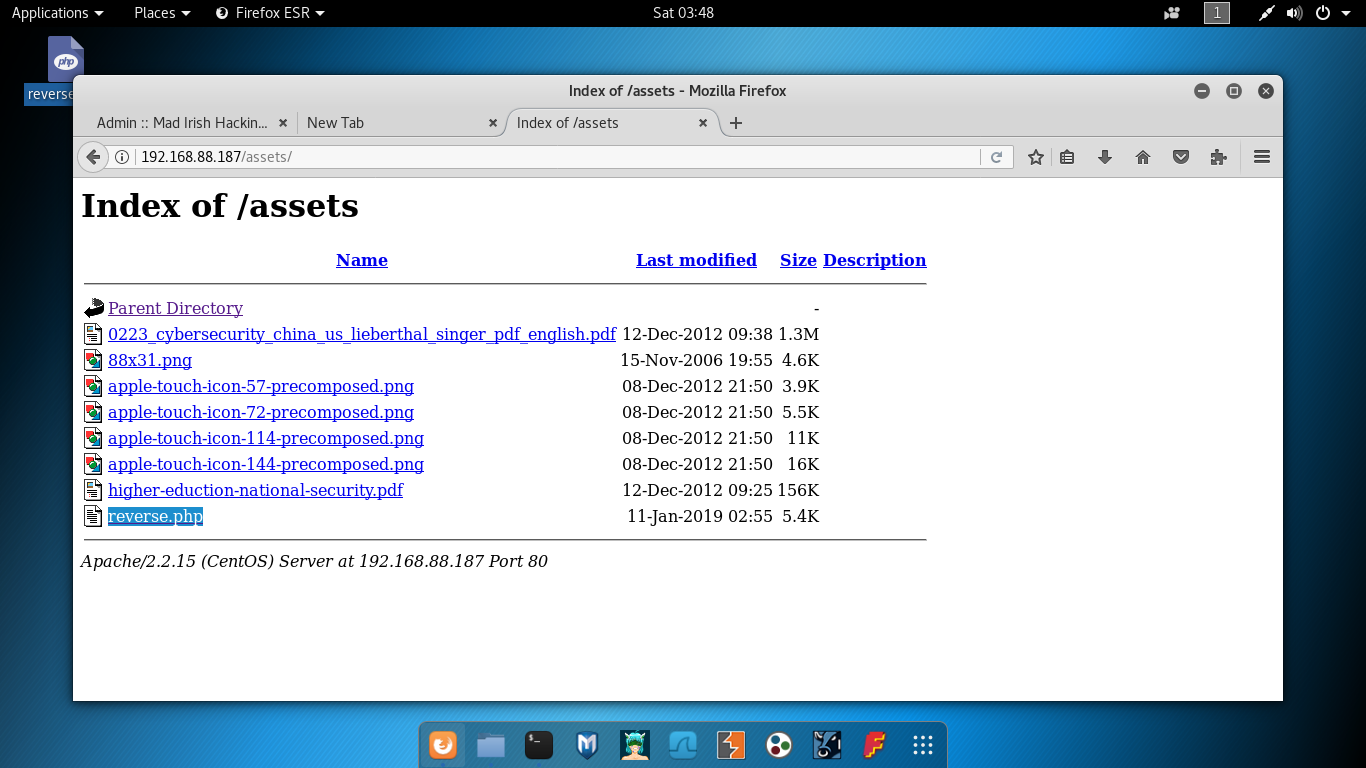 Applications Places Firefox ESR Sat 03:48 1
php
reverse
Index of /assets - Mozilla Firefox
Admin :: Mad Irish Hackin... New Tab Index of /assets
192.168.88.187/assets/
Index of /assets
Name Last modified Size Description
Parent Directory -
0223_cybersecurity_china_us_lieberthal_singer_pdf_english.pdf 12-Dec-2012 09:38 1.3M
88x31.png 15-Nov-2006 19:55 4.6K
apple-touch-icon-57-precomposed.png 08-Dec-2012 21:50 3.9K
apple-touch-icon-72-precomposed.png 08-Dec-2012 21:50 5.5K
apple-touch-icon-114-precomposed.png 08-Dec-2012 21:50 11K
apple-touch-icon-144-precomposed.png 08-Dec-2012 21:50 16K
higher-eduction-national-security.pdf 12-Dec-2012 09:25 156K
reverse.php 11-Jan-2019 02:55 5.4K
Apache/2.2.15 (CentOS) Server at 192.168.88.187 Port 80
$_